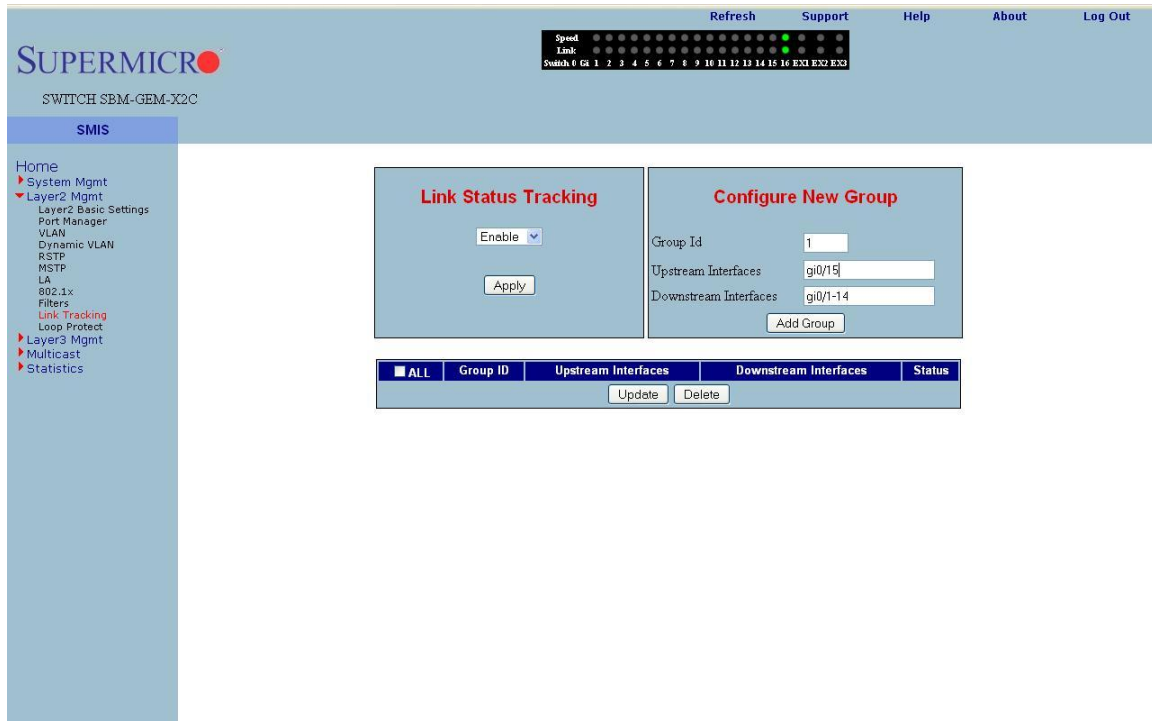 Refresh Support Help About Log Out
SUPERMICRO
SWITCH SBM-GEM-X2C
Speed
Link
Switch 0 Gi 1 2 3 4 5 6 7 8 9 10 11 12 13 14 15 16 EX1 EX2 EX3
SMIS
Home
System Mgmt
Layer2 Mgmt
Layer2 Basic Settings
Port Manager
VLAN
Dynamic VLAN
RSTP
MSTP
LA
802.1x
Filters
Link Tracking
Loop Protect
Layer3 Mgmt
Multicast
Statistics
Link Status Tracking
Enable
Apply
Configure New Group
Group Id 1
Upstream Interfaces gi0/15
Downstream Interfaces gi0/1-14
Add Group
ALL Group ID Upstream Interfaces Downstream Interfaces Status
Update Delete